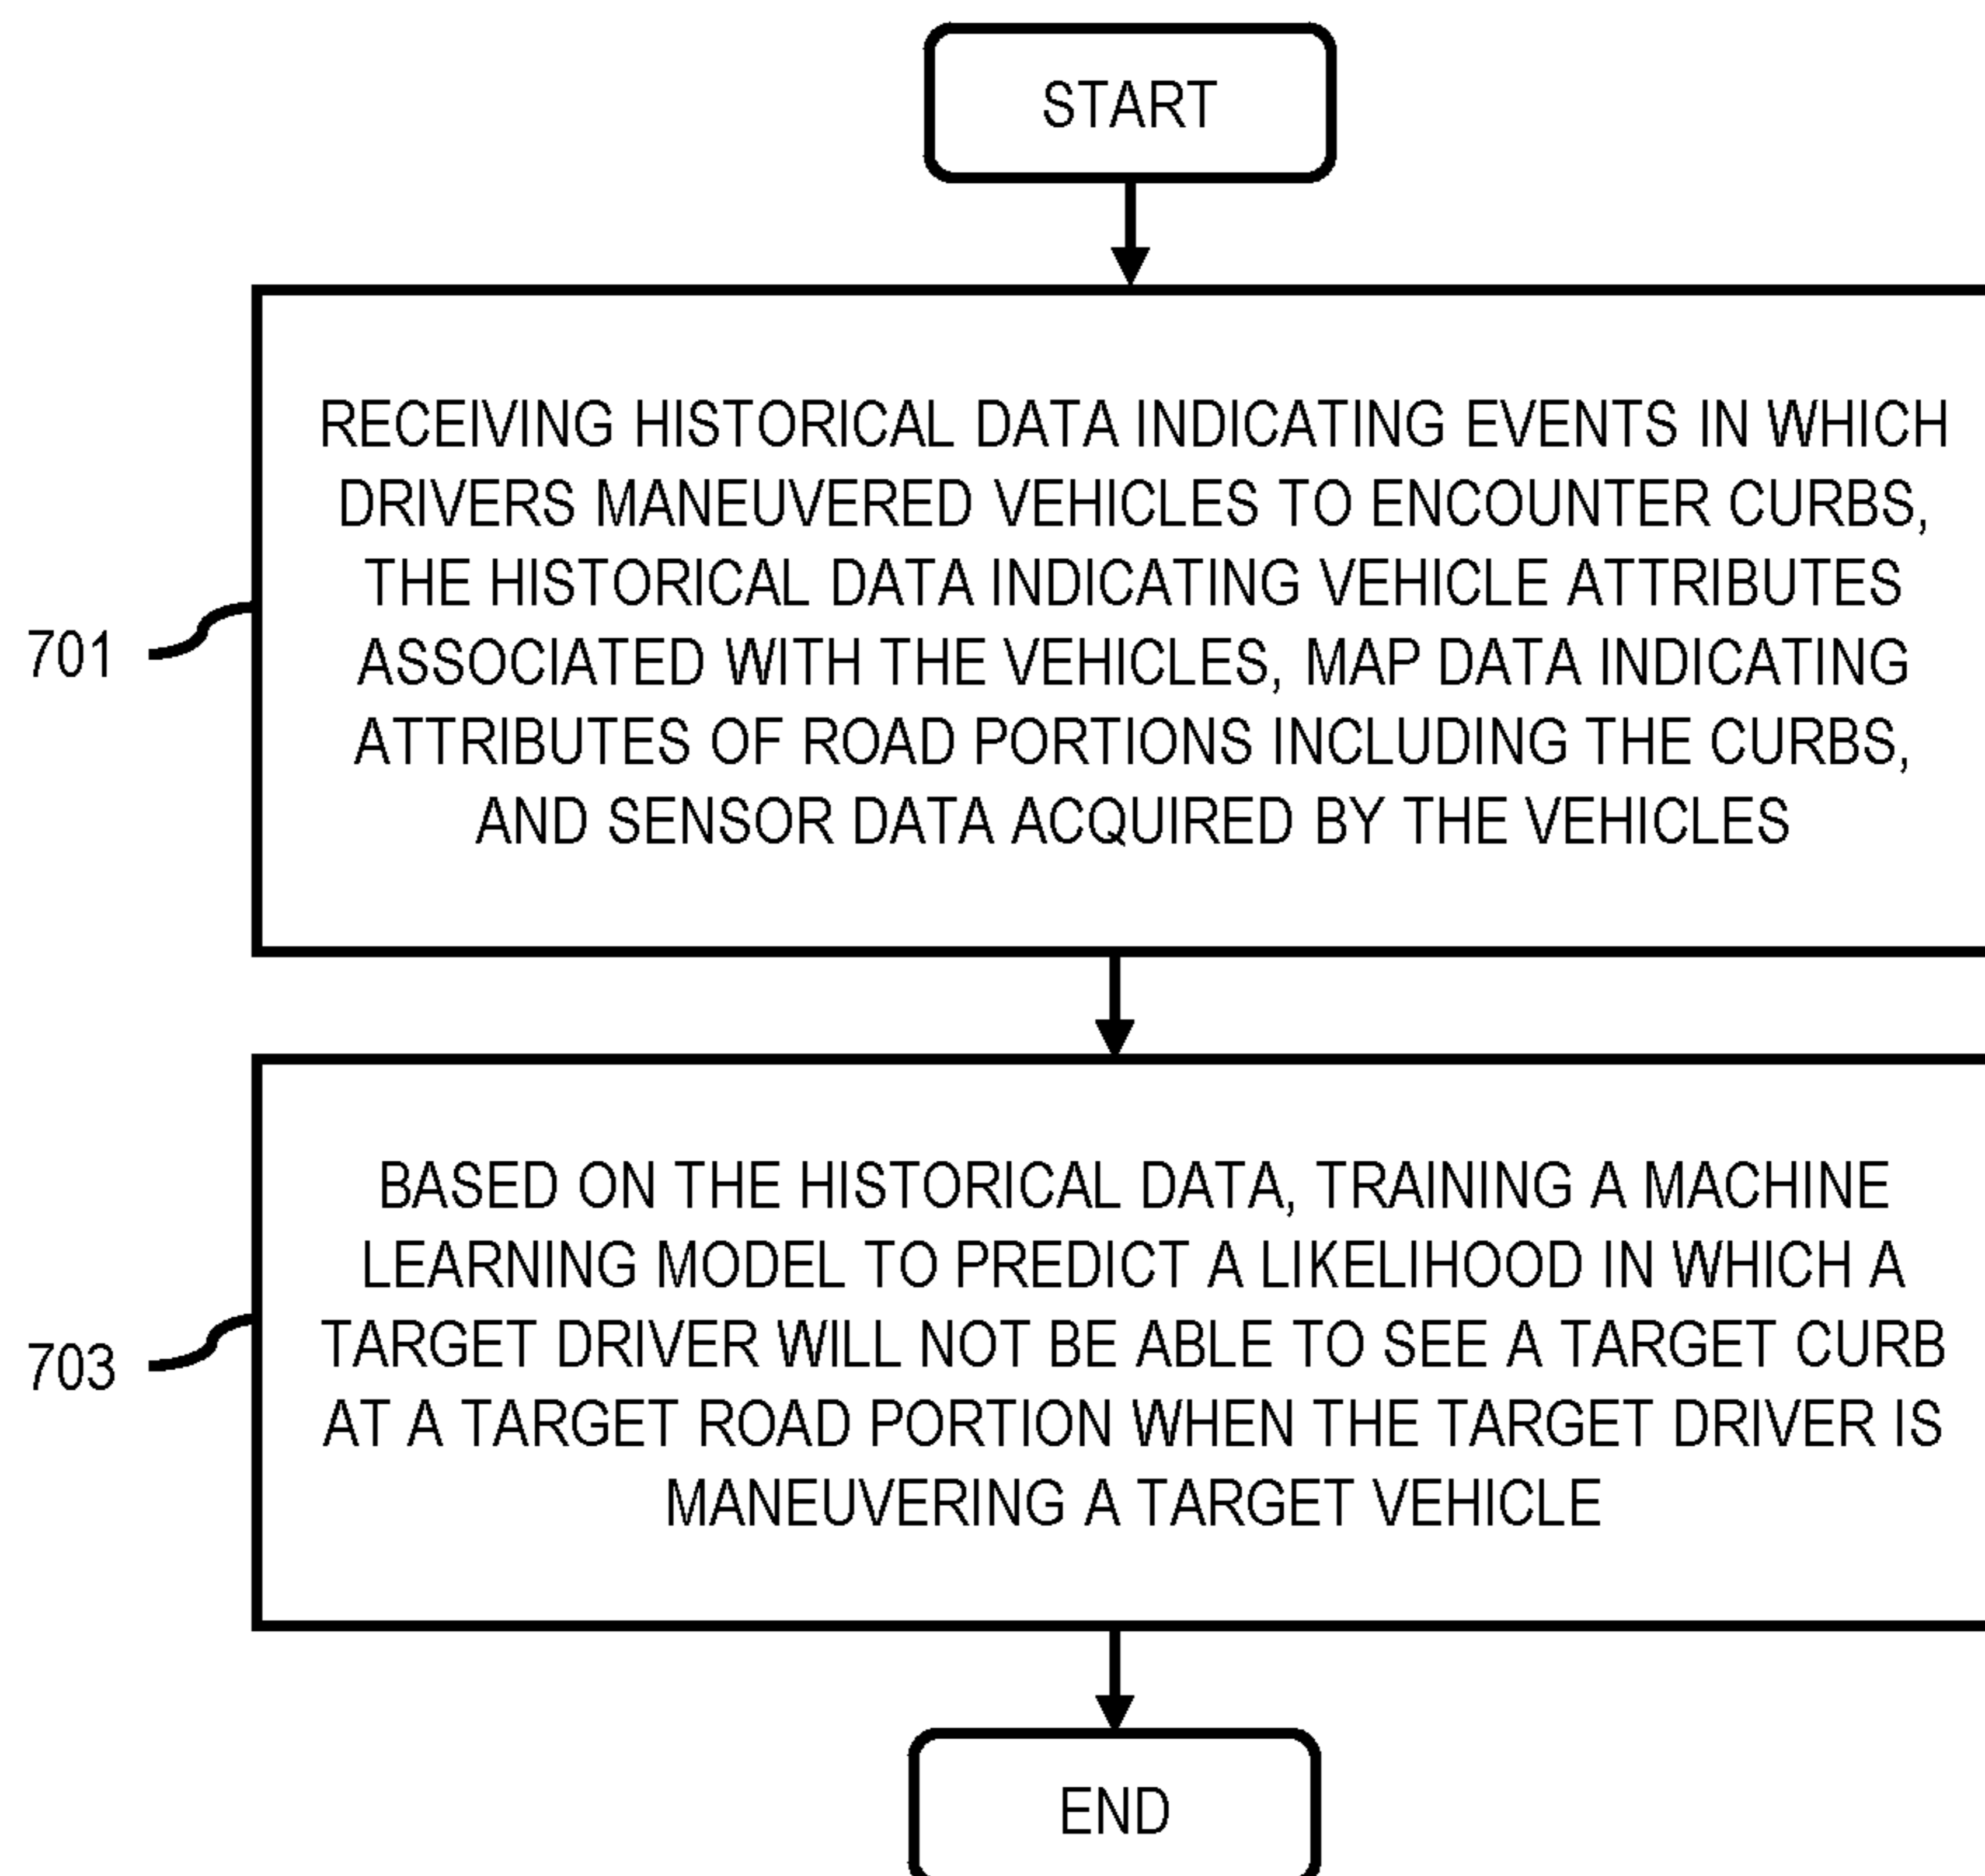 START
RECEIVING HISTORICAL DATA INDICATING EVENTS IN WHICH
DRIVERS MANEUVERED VEHICLES TO ENCOUNTER CURBS,
THE HISTORICAL DATA INDICATING VEHICLE ATTRIBUTES
ASSOCIATED WITH THE VEHICLES, MAP DATA INDICATING
ATTRIBUTES OF ROAD PORTIONS INCLUDING THE CURBS,
AND SENSOR DATA ACQUIRED BY THE VEHICLES
701
BASED ON THE HISTORICAL DATA, TRAINING A MACHINE
LEARNING MODEL TO PREDICT A LIKELIHOOD IN WHICH A
TARGET DRIVER WILL NOT BE ABLE TO SEE A TARGET CURB
AT A TARGET ROAD PORTION WHEN THE TARGET DRIVER IS
MANEUVERING A TARGET VEHICLE
703
END